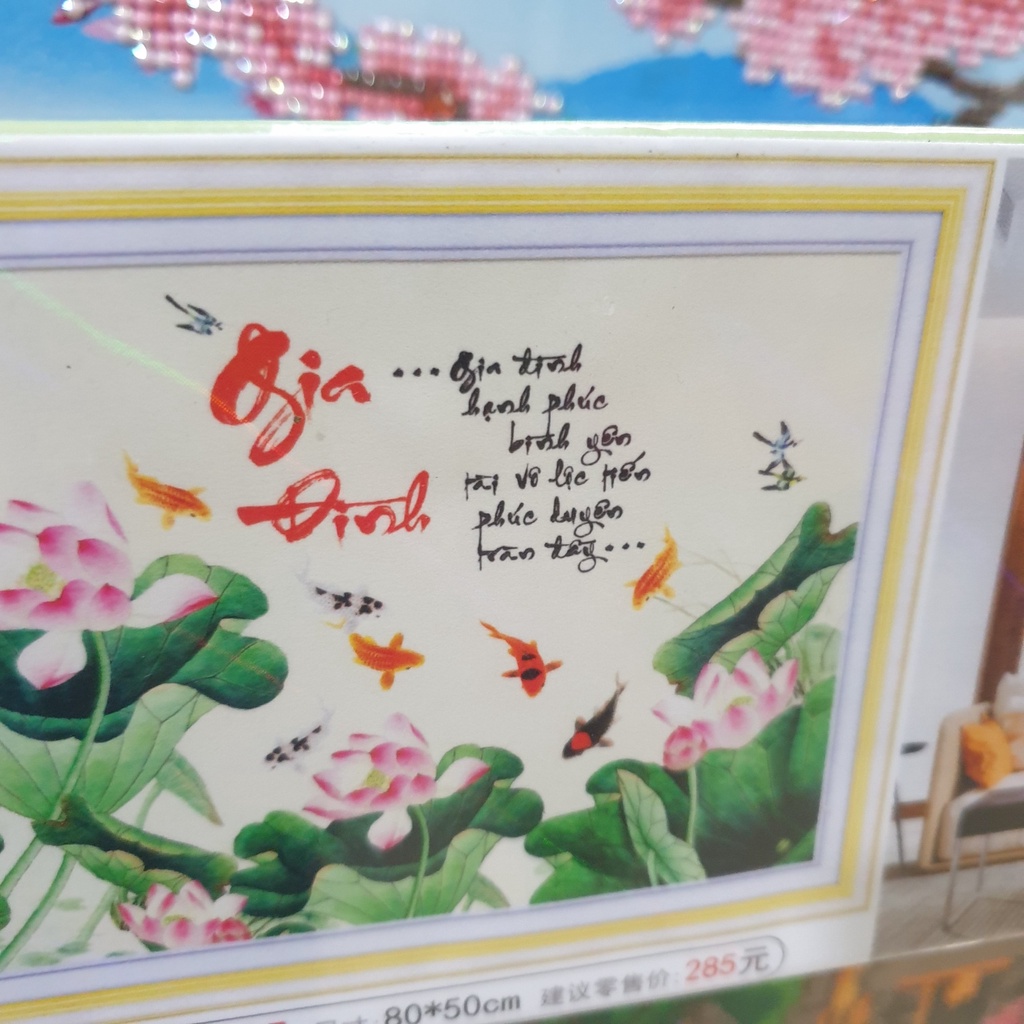 Gia
Đình
... Gia đình
hạnh phúc
bình yên
tài vô lộc tiến
phúc huyên
tràn đầy...
80*50cm 建议零售价: 285元